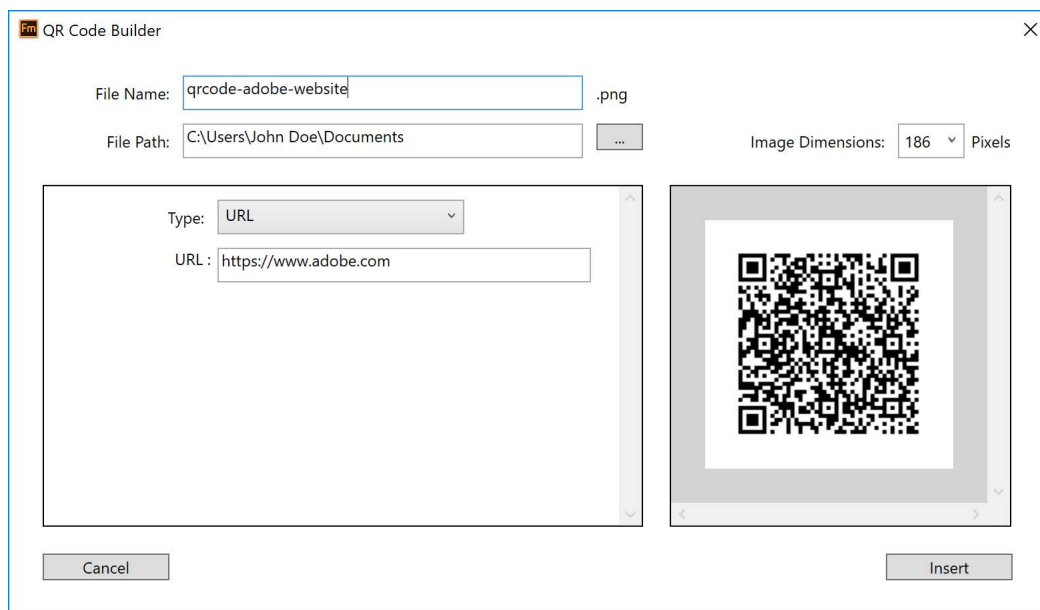 Fm QR Code Builder
File Name: qrcode-adobe-website .png
File Path: C:\Users\John Doe\Documents ... Image Dimensions: 186 Pixels
Type: URL
URL : https://www.adobe.com
Cancel Insert